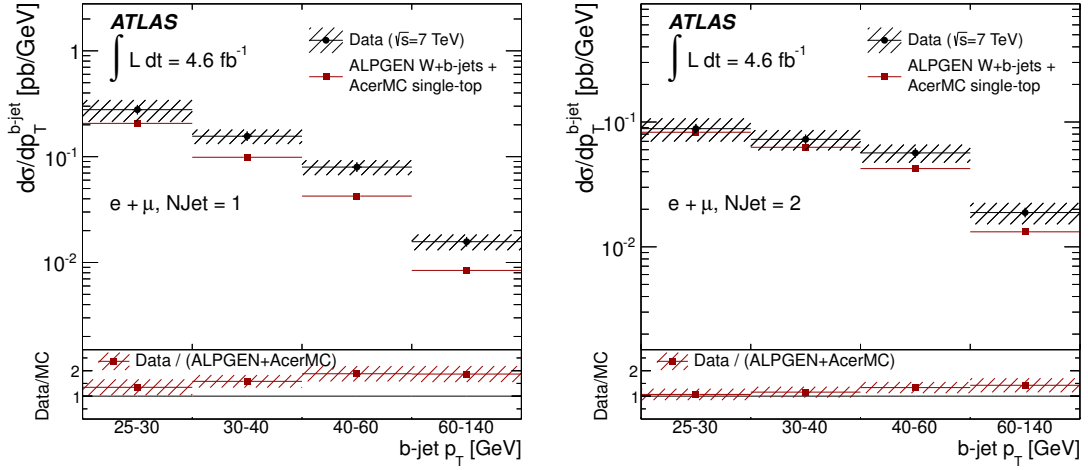 ATLAS
∫ L dt = 4.6 fb⁻¹
Data (√s=7 TeV)
ALPGEN W+b-jets +
AcerMC single-top
dσ/dp_T^b-jet [pb/GeV]
1
10⁻¹
10⁻²
e + μ, NJet = 1
Data / (ALPGEN+AcerMC)
Data/MC
2
1
25-30 30-40 40-60 60-140
b-jet p_T [GeV]
ATLAS
∫ L dt = 4.6 fb⁻¹
Data (√s=7 TeV)
ALPGEN W+b-jets +
AcerMC single-top
dσ/dp_T^b-jet [pb/GeV]
1
10⁻¹
10⁻²
e + μ, NJet = 2
Data / (ALPGEN+AcerMC)
Data/MC
2
1
25-30 30-40 40-60 60-140
b-jet p_T [GeV]